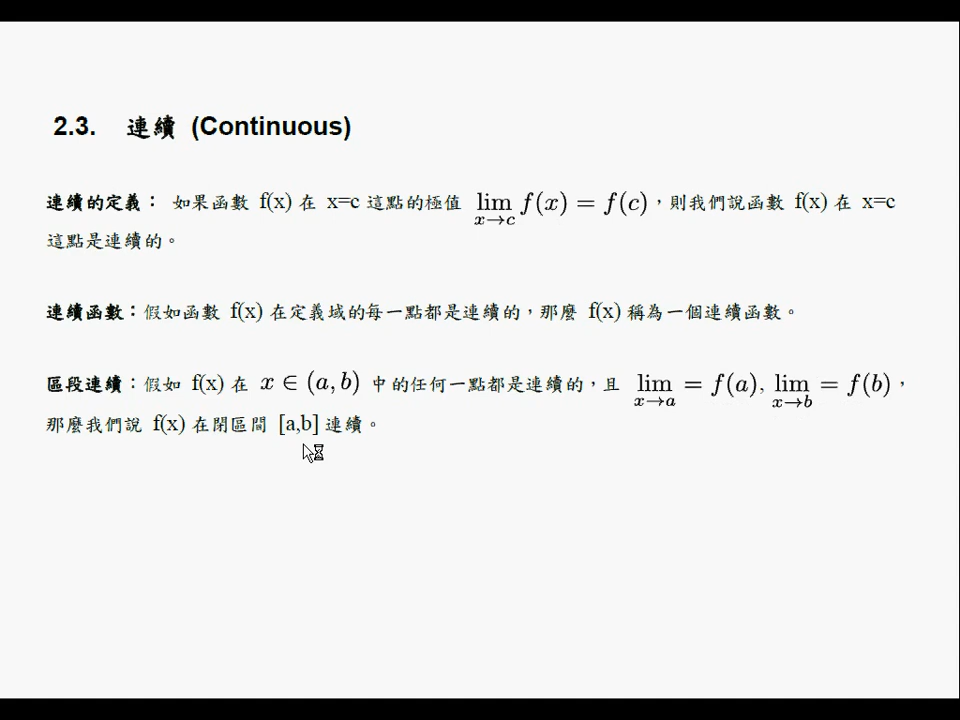 2.3. 連續 (Continuous)
連續的定義： 如果函數 f(x) 在 x=c 這點的極值 lim x→c f(x) = f(c)，則我們說函數 f(x) 在 x=c
這點是連續的。
連續函數：假如函數 f(x) 在定義域的每一點都是連續的，那麼 f(x) 稱為一個連續函數。
區段連續：假如 f(x) 在 x ∈ (a, b) 中的任何一點都是連續的，且 lim x→a = f(a), lim x→b = f(b)，
那麼我們說 f(x) 在閉區間 [a,b] 連續。